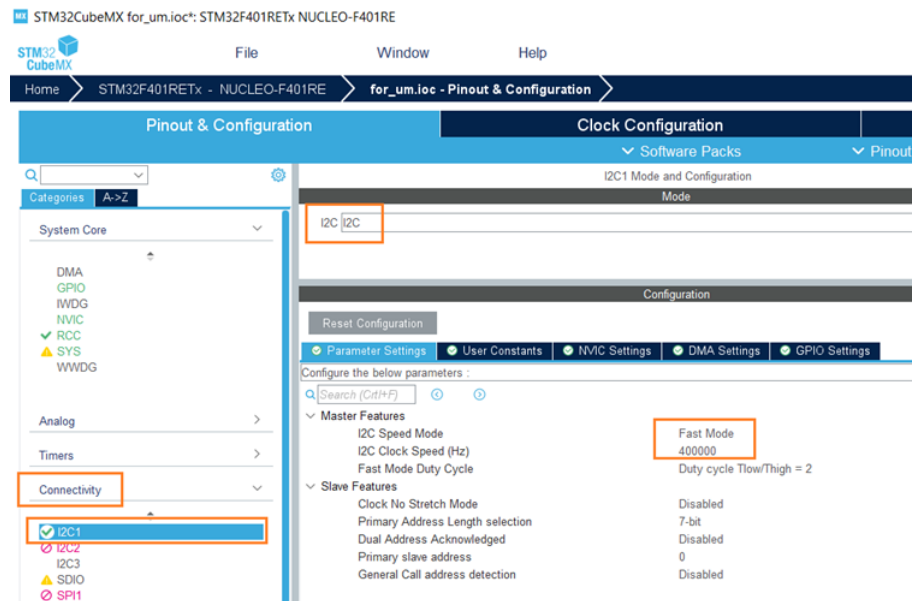 MX STM32CubeMX for_um.ioc*: STM32F401RETx NUCLEO-F401RE
STM32
CubeMX
File Window Help
Home STM32F401RETx - NUCLEO-F401RE for_um.ioc - Pinout & Configuration
Pinout & Configuration Clock Configuration
Software Packs Pinout
I2C1 Mode and Configuration
Categories A->Z
Mode
System Core
I2C I2C
DMA
GPIO
IWDG
NVIC
RCC
SYS
WWDG
Configuration
Reset Configuration
Parameter Settings User Constants NVIC Settings DMA Settings GPIO Settings
Configure the below parameters :
Search (Crtl+F)
Analog
Timers
Connectivity
I2C1
I2C2
I2C3
SDIO
SPI1
Master Features
I2C Speed Mode Fast Mode
I2C Clock Speed (Hz) 400000
Fast Mode Duty Cycle Duty cycle Tlow/Thigh = 2
Slave Features
Clock No Stretch Mode Disabled
Primary Address Length selection 7-bit
Dual Address Acknowledged Disabled
Primary slave address 0
General Call address detection Disabled